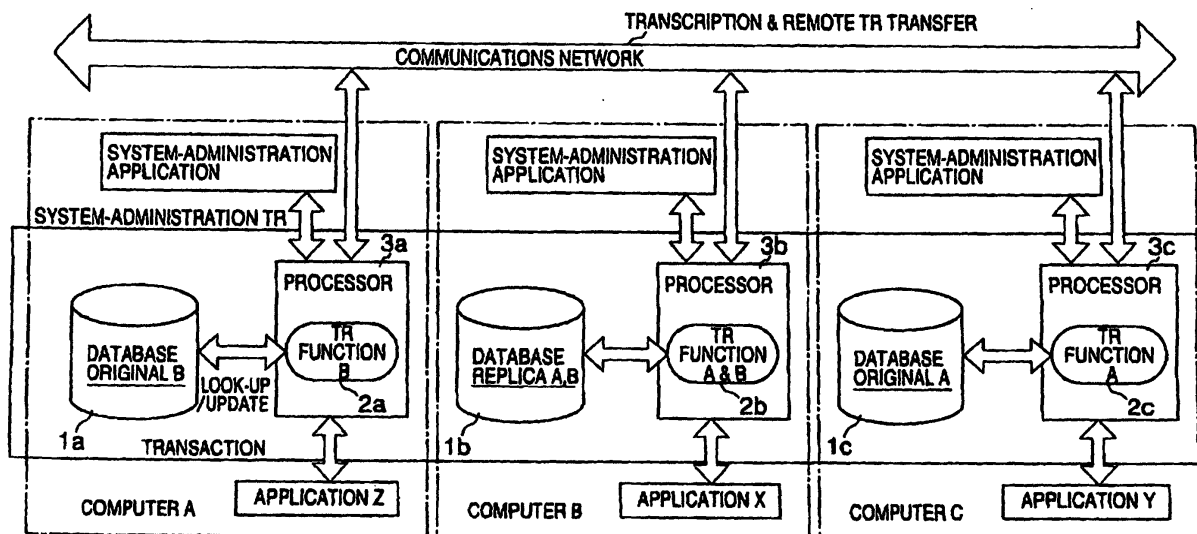 TRANSCRIPTION & REMOTE TR TRANSFER
COMMUNICATIONS NETWORK
SYSTEM-ADMINISTRATION
APPLICATION
SYSTEM-ADMINISTRATION
APPLICATION
SYSTEM-ADMINISTRATION
APPLICATION
SYSTEM-ADMINISTRATION TR
3a
3b
3c
PROCESSOR
PROCESSOR
PROCESSOR
DATABASE
ORIGINAL B
LOOK-UP
/UPDATE
TR
FUNCTION
B
2a
1a
DATABASE
REPLICA A,B
TR
FUNCTION
A & B
2b
1b
DATABASE
ORIGINAL A
TR
FUNCTION
A
2c
1c
TRANSACTION
COMPUTER A
APPLICATION Z
COMPUTER B
APPLICATION X
COMPUTER C
APPLICATION Y